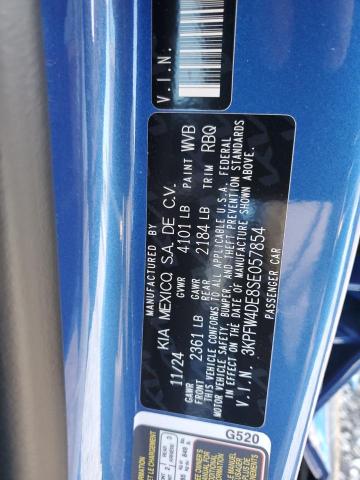 V.I.N.
MANUFACTURED BY
KIA MEXICO, S.A. DE C.V.
11/24 GVWR 4101 LB PAINT WVB
GAWR FRONT 2361 LB GAWR REAR 2184 LB TRIM RBQ
THIS VEHICLE CONFORMS TO ALL APPLICABLE U.S.A. FEDERAL
MOTOR VEHICLE SAFETY, BUMPER, AND THEFT PREVENTION STANDARDS
IN EFFECT ON THE DATE OF MANUFACTURE SHOWN ABOVE.
V.I.N. 3KPFW4DE8SE057854
PASSENGER CAR
G520